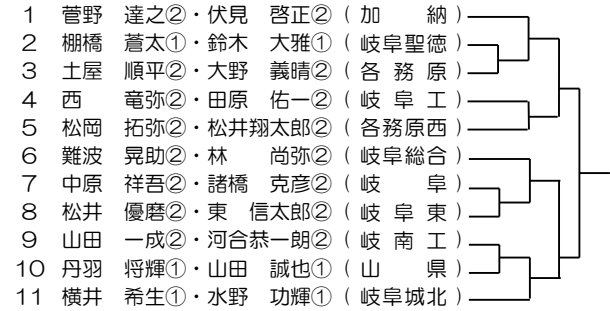 1 菅野 達之②・伏見 啓正②(加 納)
2 棚橋 蒼太①・鈴木 大雅①(岐阜聖徳)
3 土屋 順平②・大野 義晴②(各 務 原)
4 西 竜弥②・田原 佑一②(岐 阜 工)
5 松岡 拓弥②・松井翔太郎②(各務原西)
6 難波 晃助②・林 尚弥②(岐阜総合)
7 中原 祥吾②・諸橋 克彦②(岐 阜)
8 松井 優磨②・東 信太郎②(岐 阜 東)
9 山田 一成②・河合恭一朗②(岐 南 工)
10 丹羽 将輝①・山田 誠也①(山 県)
11 横井 希生①・水野 功輝①(岐阜城北)